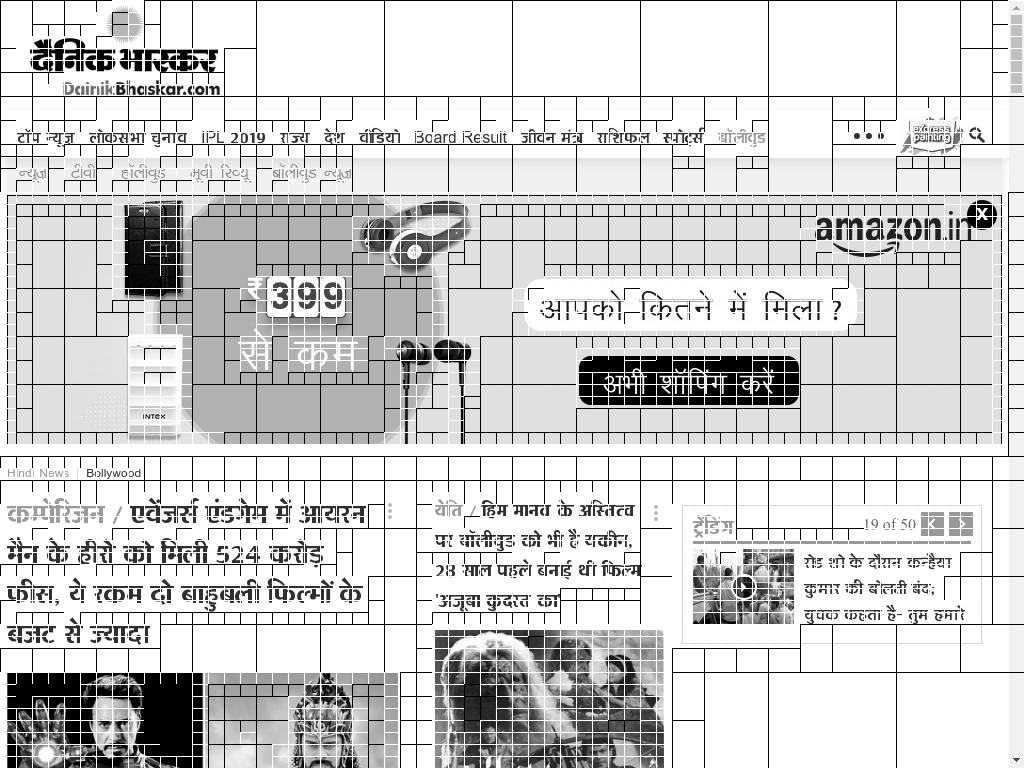 दैनिक भास्कर
DainikBhaskar.com
टॉप न्यूज़ लोकसभा चुनाव IPL 2019 राज्य देश वीडियो Board Result जीवन मंत्र राशिफल स्पोर्ट्स बॉलीवुड
express painting
न्यूज़ टीवी हॉलीवुड मूवी रिव्यू बॉलीवुड न्यूज़
amazon.in X
₹399
से कम
आपको कितने में मिला?
अभी शॉपिंग करें
INTEX
Hindi News | Bollywood
कम्पेरिजन / एवेंजर्स एंडगेम में आयरन
मैन के हीरो को मिली 524 करोड़
फीस, ये रकम दो बाहुबली फिल्मों के
बजट से ज्यादा
येति / हिम मानव के अस्तित्व
पर बॉलीवुड को भी है यकीन,
28 साल पहले बनाई थी फिल्म
'अजूबा कुदरत का'
ट्रेंडिंग 19 of 50
रोड शो के दौरान कन्हैया
कुमार की बोलती बंद;
युवक कहता है- तुम हमारे